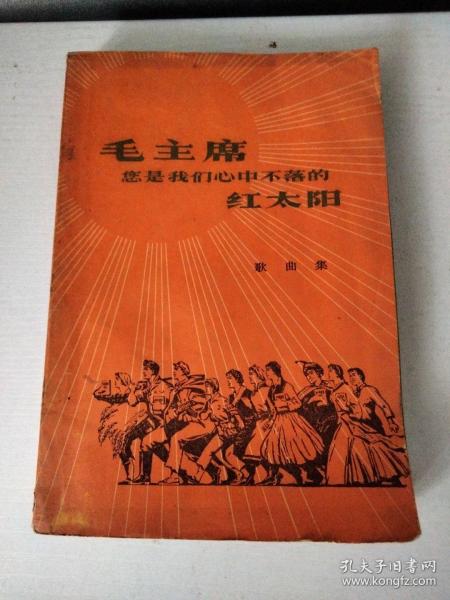 毛主席
您是我们心中不落的
红太阳
歌曲集
孔夫子旧书网
www.kongfz.com